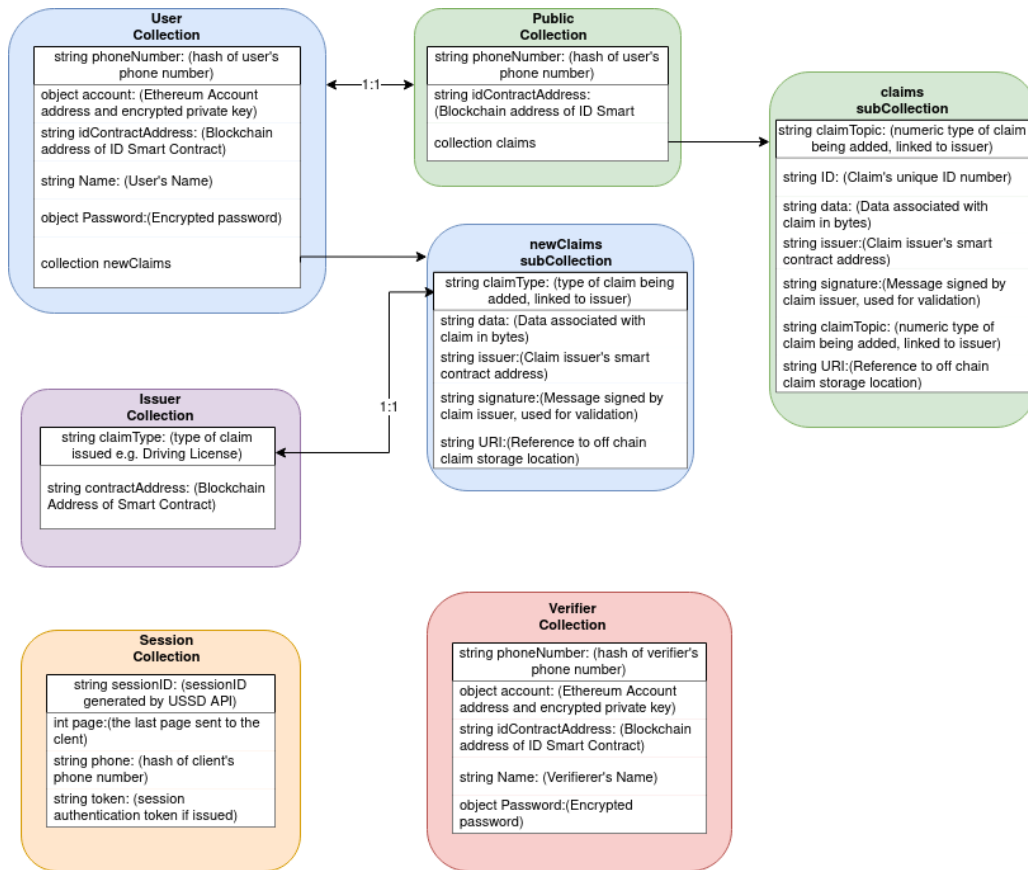 User
Collection
string phoneNumber: (hash of user's
phone number)
object account: (Ethereum Account
address and encrypted private key)
string idContractAddress: (Blockchain
address of ID Smart Contract)
string Name: (User's Name)
object Password:(Encrypted password)
collection newClaims
1:1
Public
Collection
string phoneNumber: (hash of user's
phone number)
string idContractAddress:
(Blockchain address of ID Smart
collection claims
claims
subCollection
string claimTopic: (numeric type of claim
being added, linked to issuer)
string ID: (Claim's unique ID number)
string data: (Data associated with
claim in bytes)
string issuer:(Claim issuer's smart
contract address)
string signature:(Message signed by
claim issuer, used for validation)
string claimTopic: (numeric type of
claim being added, linked to issuer)
string URI:(Reference to off chain
claim storage location)
newClaims
subCollection
string claimType: (type of claim being
added, linked to issuer)
string data: (Data associated with
claim in bytes)
string issuer:(Claim issuer's smart
contract address)
string signature:(Message signed by
claim issuer, used for validation)
string URI:(Reference to off chain
claim storage location)
1:1
Issuer
Collection
string claimType: (type of claim
issued e.g. Driving License)
string contractAddress: (Blockchain
Address of Smart Contract)
Session
Collection
string sessionID: (sessionID
generated by USSD API)
int page:(the last page sent to the
clent)
string phone: (hash of client's
phone number)
string token: (session
authentication token if issued)
Verifier
Collection
string phoneNumber: (hash of verifier's
phone number)
object account: (Ethereum Account
address and encrypted private key)
string idContractAddress: (Blockchain
address of ID Smart Contract)
string Name: (Verifierer's Name)
object Password:(Encrypted
password)